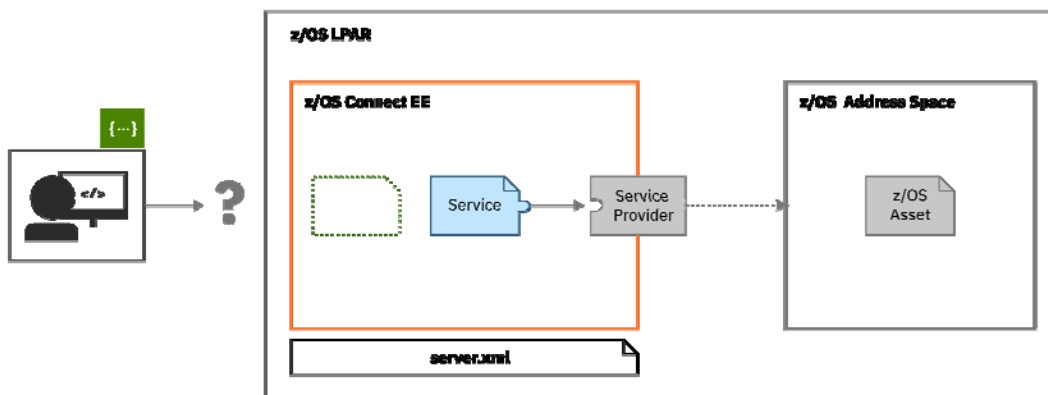 z/OS LPAR
z/OS Connect EE
z/OS Address Space
{...}
</>
?
Service
Service
Provider
z/OS
Asset
server.xml